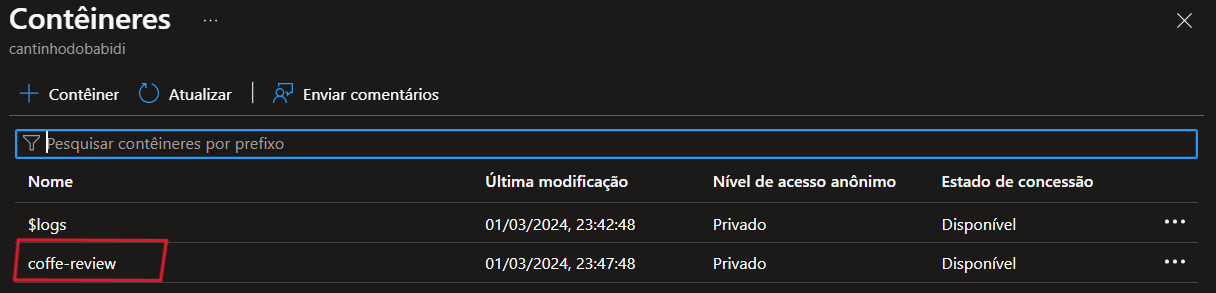 Contêineres ...
cantinhodobabidi
Contêiner Atualizar Enviar comentários
Pesquisar contêineres por prefixo
Nome Última modificação Nível de acesso anônimo Estado de concessão
$logs 01/03/2024, 23:42:48 Privado Disponível
coffe-review 01/03/2024, 23:47:48 Privado Disponível